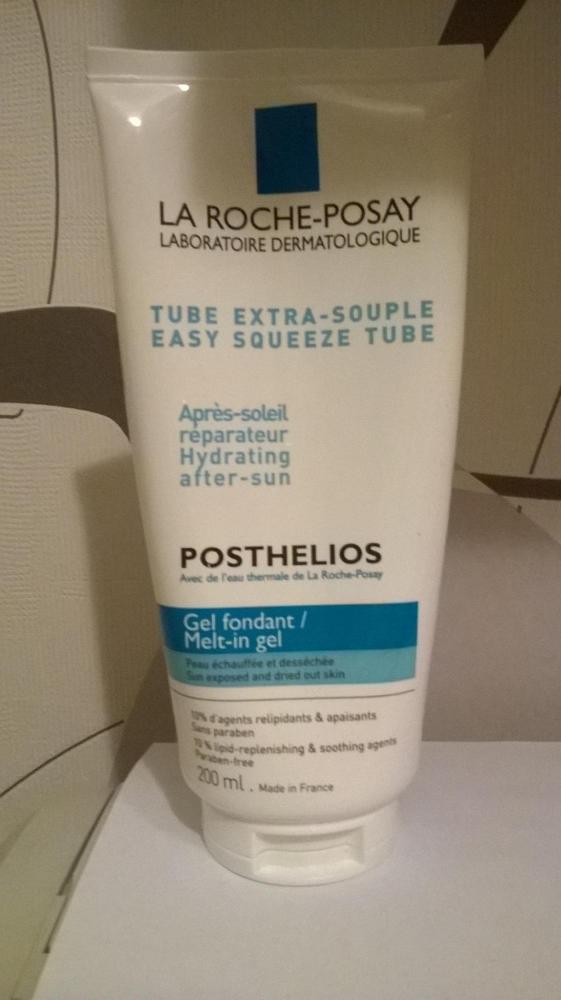 LA ROCHE-POSAY
LABORATOIRE DERMATOLOGIQUE
TUBE EXTRA-SOUPLE
EASY SQUEEZE TUBE
Après-soleil
réparateur
Hydrating
after-sun
POSTHELIOS
Avec de l'eau thermale de La Roche-Posay
Gel fondant /
Melt-in gel
Peau échauffée et desséchée
Sun exposed and dried out skin
10% d'agents relipidants & apaisants
Sans paraben
10 % lipid-replenishing & soothing agents
Paraben-free
200 ml . Made in France